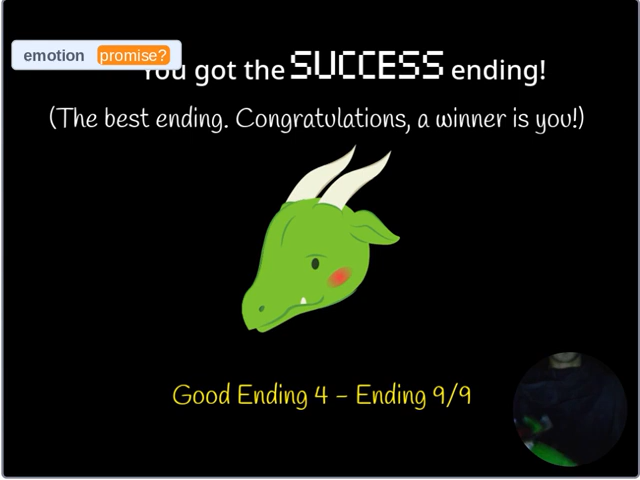 emotion promise?
You got the SUCCESS ending!
(The best ending. Congratulations, a winner is you!)
Good Ending 4 - Ending 9/9